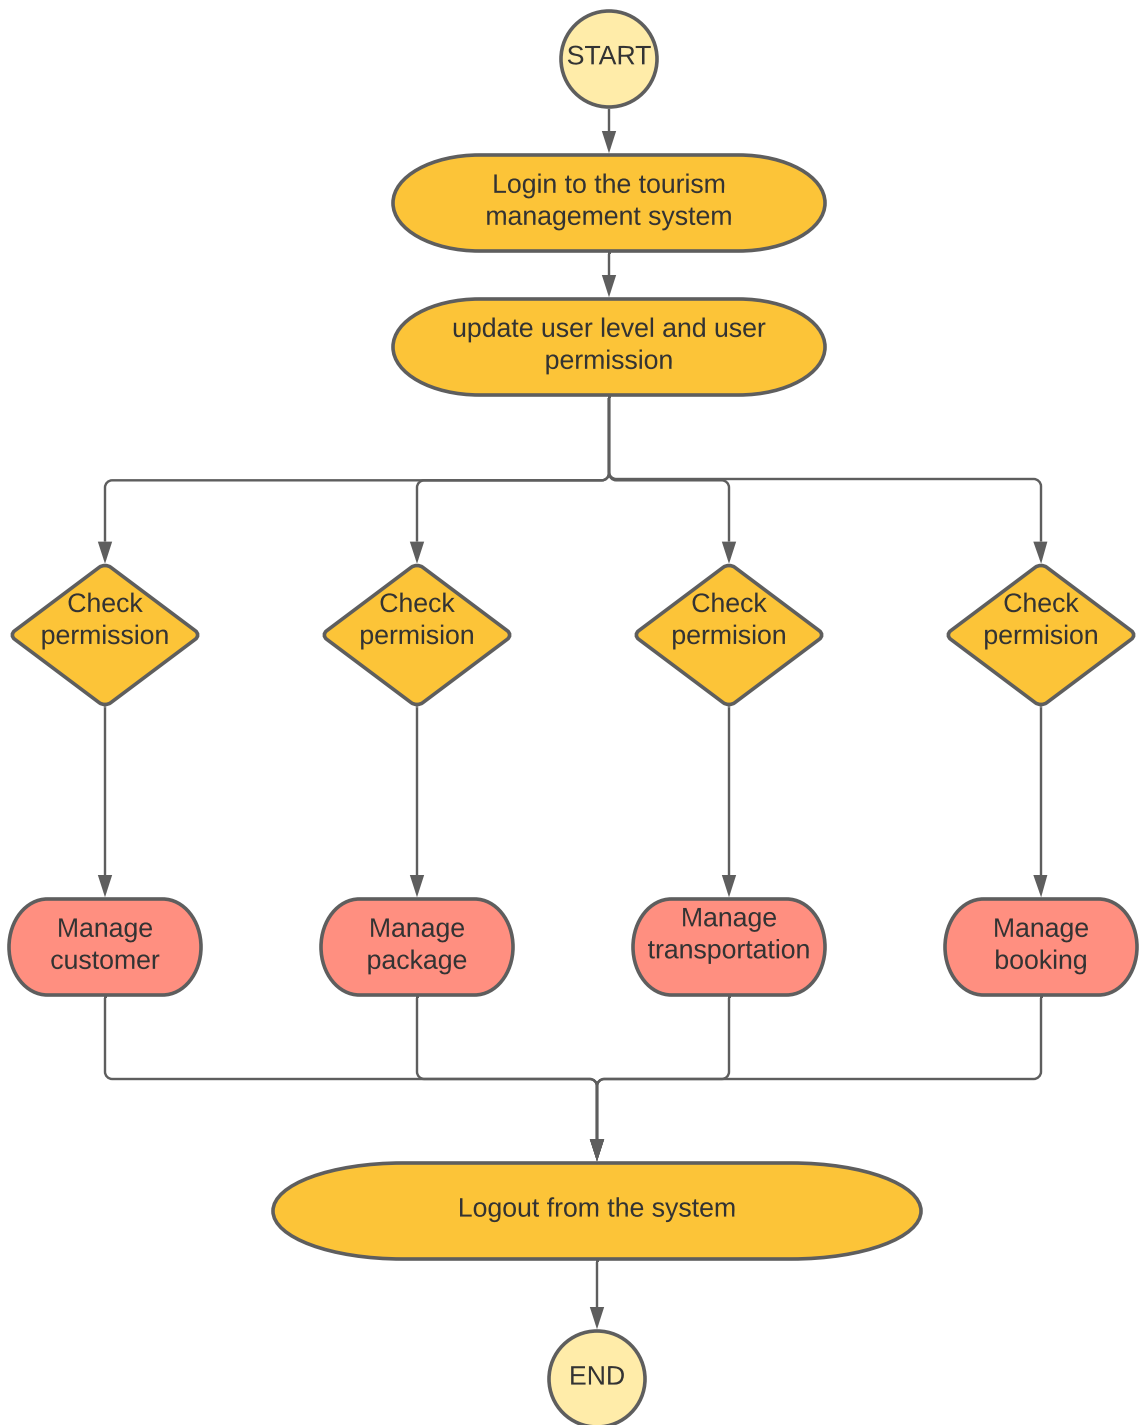 START
Login to the tourism
management system
update user level and user
permission
Check
permission
Check
permision
Check
permision
Check
permision
Manage
customer
Manage
package
Manage
transportation
Manage
booking
Logout from the system
END